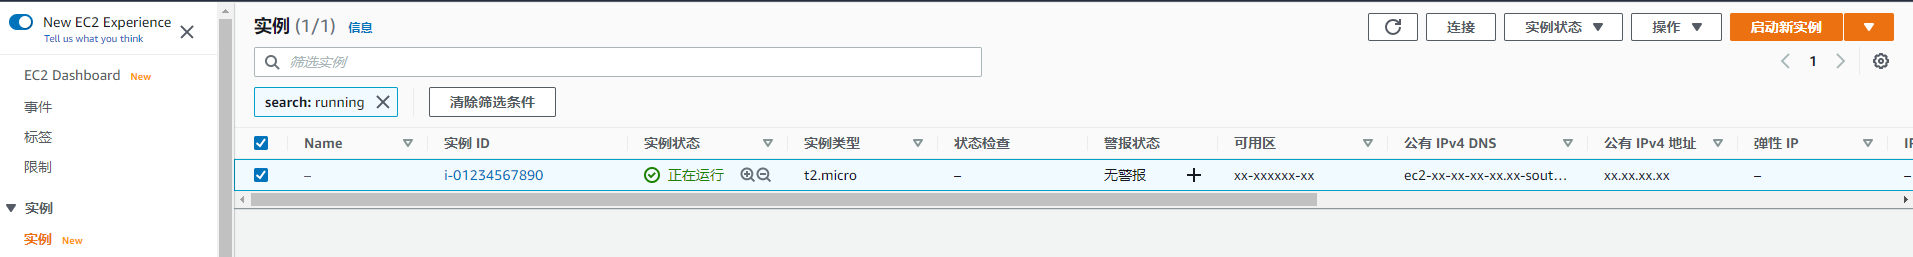 New EC2 Experience
Tell us what you think
EC2 Dashboard New
事件
标签
限制
实例
实例 New
实例 (1/1) 信息
连接 实例状态 操作 启动新实例
筛选实例
1
search: running 清除筛选条件
Name 实例 ID 实例状态 实例类型 状态检查 警报状态 可用区 公有 IPv4 DNS 公有 IPv4 地址 弹性 IP
– i-01234567890 正在运行 t2.micro – 无警报 xx-xxxxxx-xx ec2-xx-xx-xx-xx.xx-sout... xx.xx.xx.xx – –